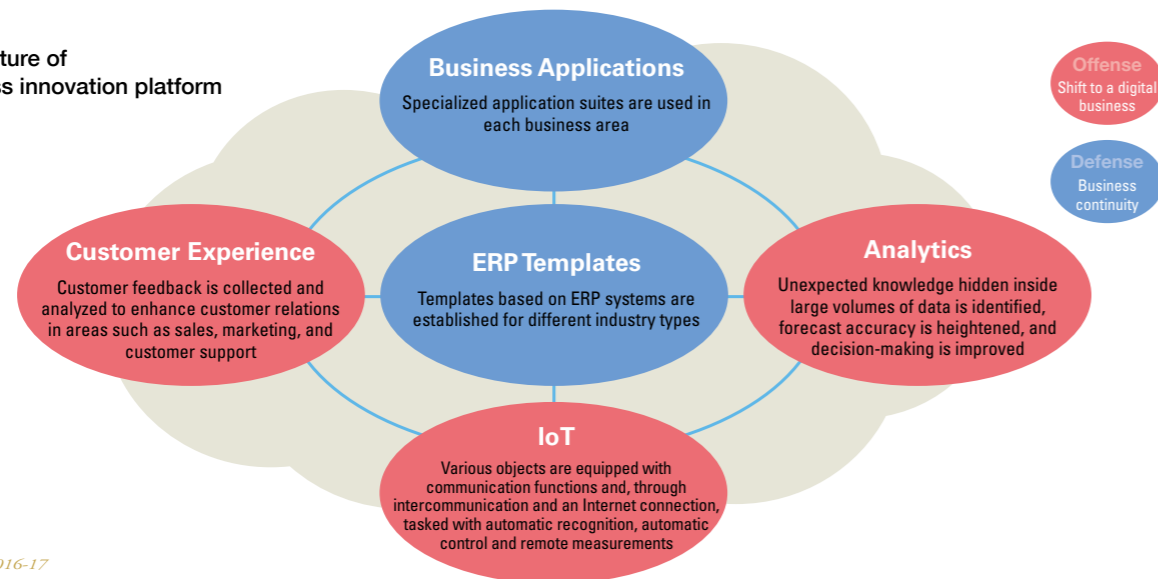 ture of
ss innovation platform
Business Applications
Specialized application suites are used in
each business area
Offense
Shift to a digital
business
Defense
Business
continuity
Customer Experience
Customer feedback is collected and
analyzed to enhance customer relations
in areas such as sales, marketing, and
customer support
ERP Templates
Templates based on ERP systems are
established for different industry types
Analytics
Unexpected knowledge hidden inside
large volumes of data is identified,
forecast accuracy is heightened, and
decision-making is improved
IoT
Various objects are equipped with
communication functions and, through
intercommunication and an Internet connection,
tasked with automatic recognition, automatic
control and remote measurements
016-17